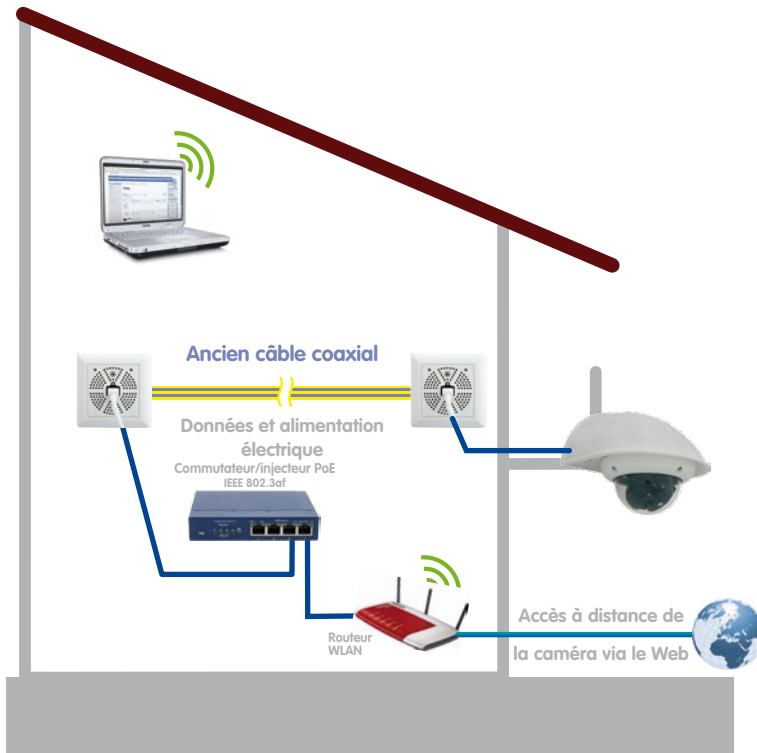 Ancien câble coaxial
Données et alimentation
électrique
Commutateur/injecteur PoE
IEEE 802.3af
Routeur
WLAN
Accès à distance de
la caméra via le Web